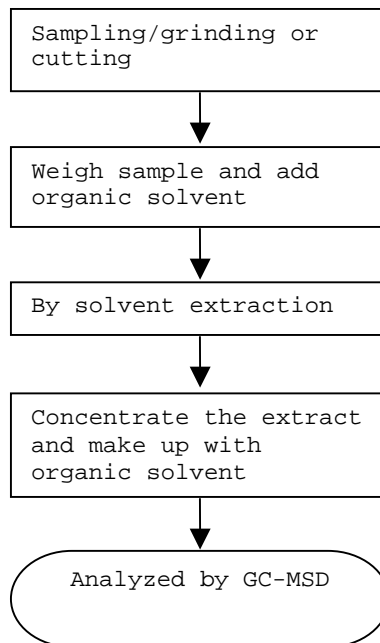 Sampling/grinding or
cutting
Weigh sample and add
organic solvent
By solvent extraction
Concentrate the extract
and make up with
organic solvent
Analyzed by GC-MSD